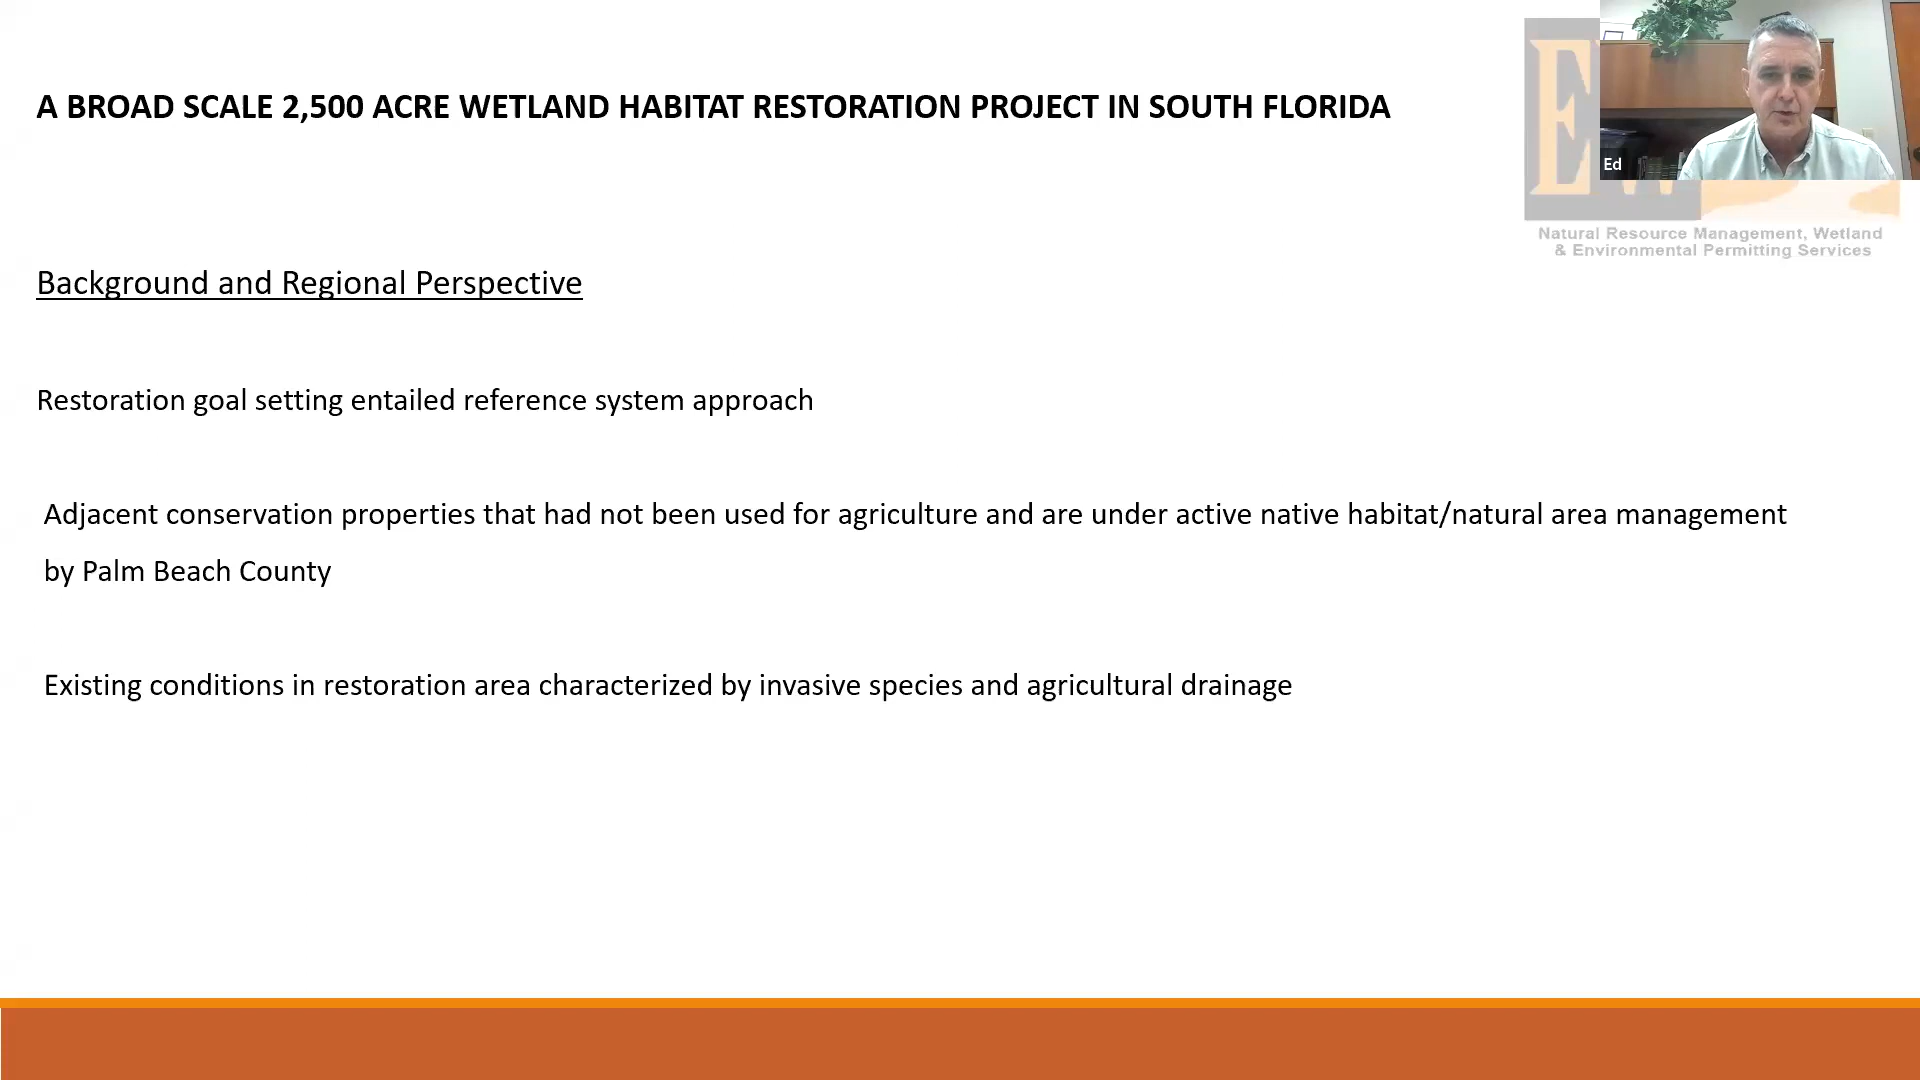 A BROAD SCALE 2,500 ACRE WETLAND HABITAT RESTORATION PROJECT IN SOUTH FLORIDA
Ed
Natural Resource Management, Wetland
& Environmental Permitting Services
Background and Regional Perspective
Restoration goal setting entailed reference system approach
Adjacent conservation properties that had not been used for agriculture and are under active native habitat/natural area management
by Palm Beach County
Existing conditions in restoration area characterized by invasive species and agricultural drainage